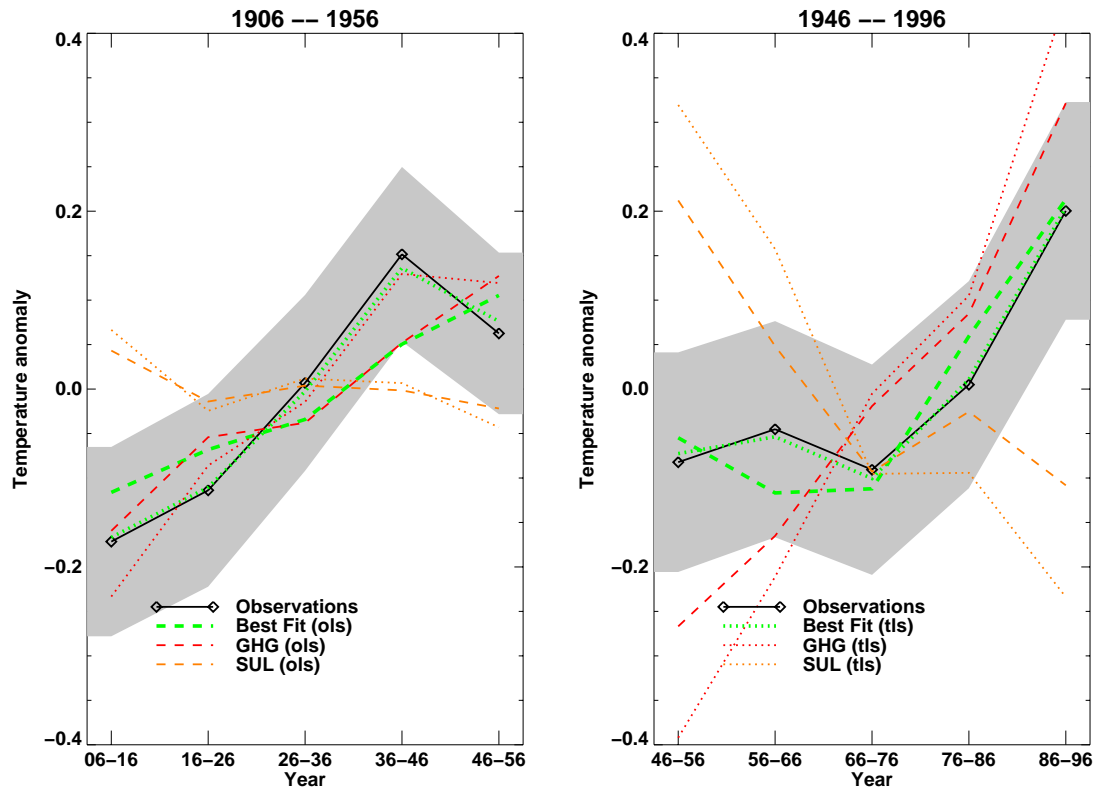 1906 -- 1956
0.4
0.2
0.0
-0.2
-0.4
Temperature anomaly
Observations
Best Fit (ols)
GHG (ols)
SUL (ols)
06-16 16-26 26-36 36-46 46-56
Year
1946 -- 1996
0.4
0.2
0.0
-0.2
-0.4
Temperature anomaly
Observations
Best Fit (tls)
GHG (tls)
SUL (tls)
46-56 56-66 66-76 76-86 86-96
Year